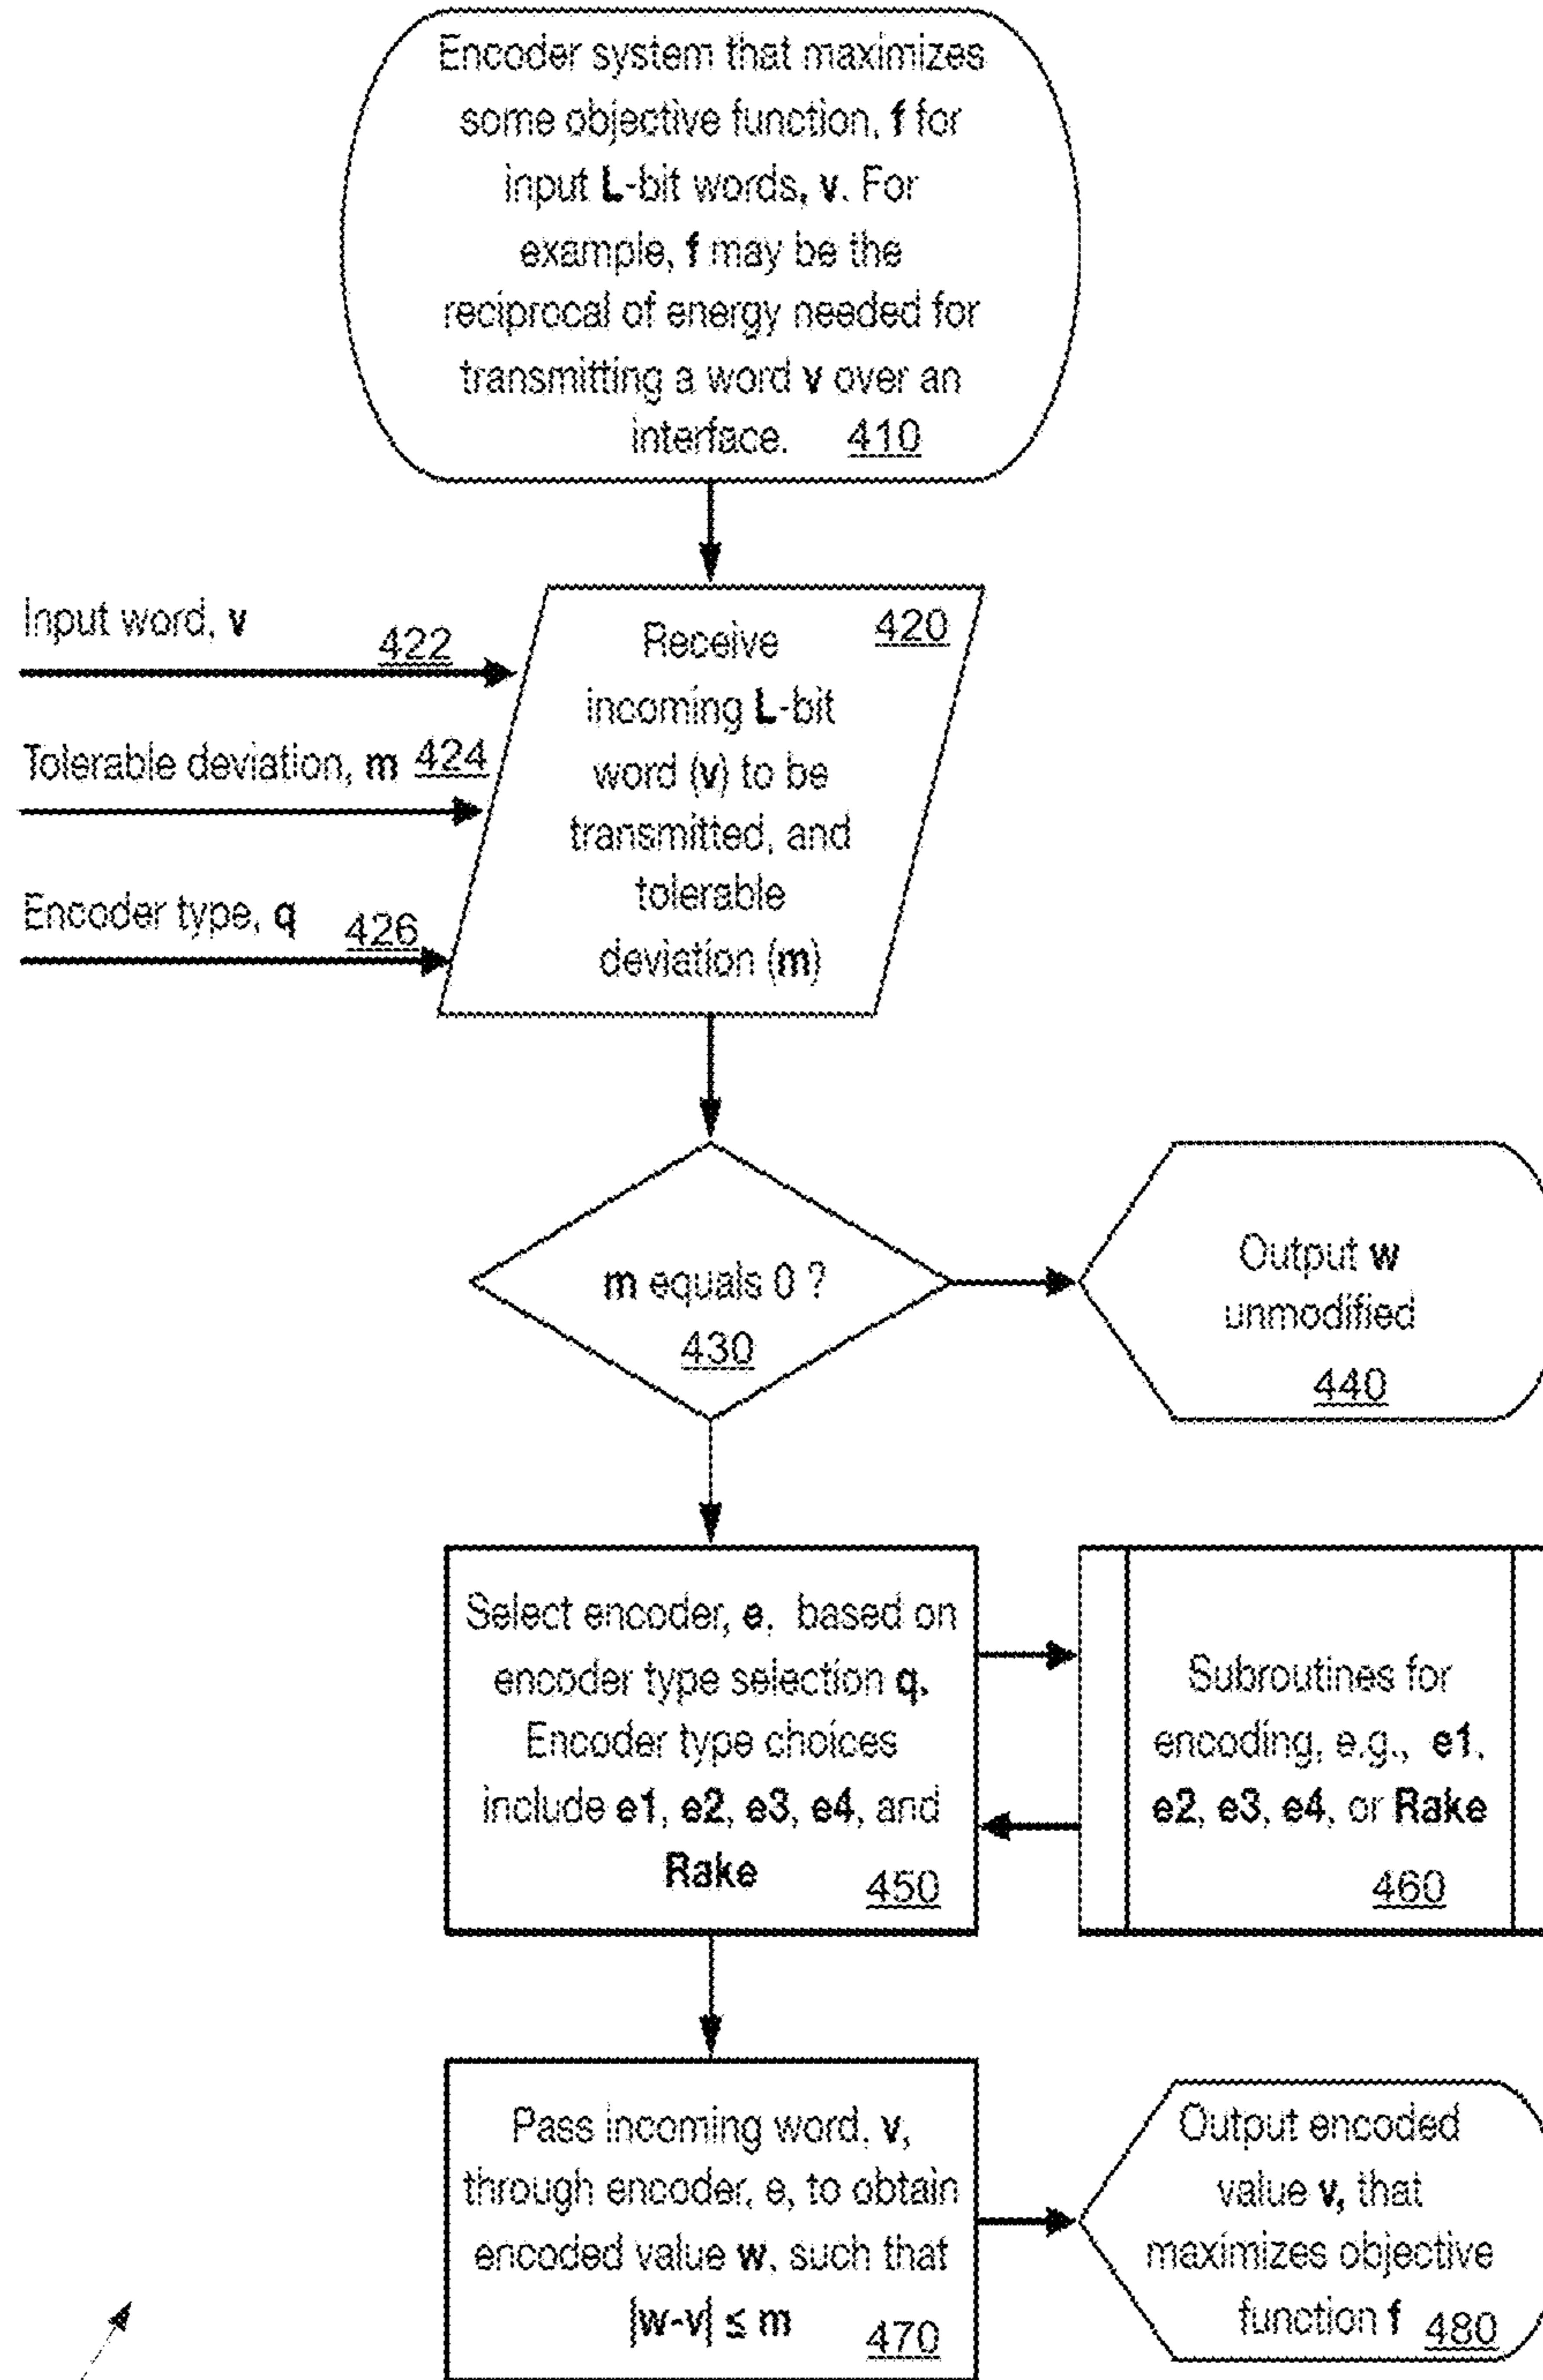 Encoder system that maximizes
some objective function, f for
input L-bit words, v. For
example, f may be the
reciprocal of energy needed for
transmitting a word v over an
interface. 410
Input word, v 422
Tolerable deviation, m 424
Encoder type, q 426
420
Receive
incoming L-bit
word (v) to be
transmitted, and
tolerable
deviation (m)
m equals 0 ?
430
Output w
unmodified
440
Select encoder, e, based on
encoder type selection q.
Encoder type choices
include e1, e2, e3, e4, and
Rake 450
Subroutines for
encoding, e.g., e1,
e2, e3, e4, or Rake
460
Pass incoming word, v,
through encoder, e, to obtain
encoded value w, such that
|w-v| ≤ m 470
Output encoded
value v, that
maximizes objective
function f 480